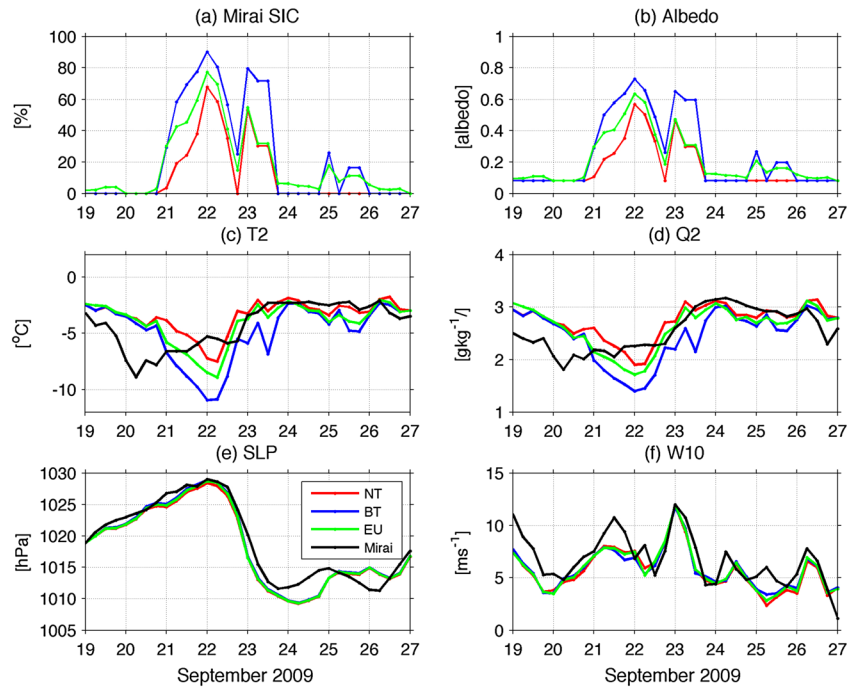 (a) Mirai SIC
(b) Albedo
100
80
60
40
20
0
[%]
1
0.8
0.6
0.4
0.2
0
[albedo]
19 20 21 22 23 24 25 26 27
19 20 21 22 23 24 25 26 27
(c) T2
(d) Q2
0
-5
-10
[°C]
4
3
2
1
[gkg⁻¹/]
19 20 21 22 23 24 25 26 27
19 20 21 22 23 24 25 26 27
(e) SLP
(f) W10
1030
1025
1020
1015
1010
1005
[hPa]
NT
BT
EU
Mirai
15
10
5
0
[ms⁻¹]
19 20 21 22 23 24 25 26 27
19 20 21 22 23 24 25 26 27
September 2009
September 2009